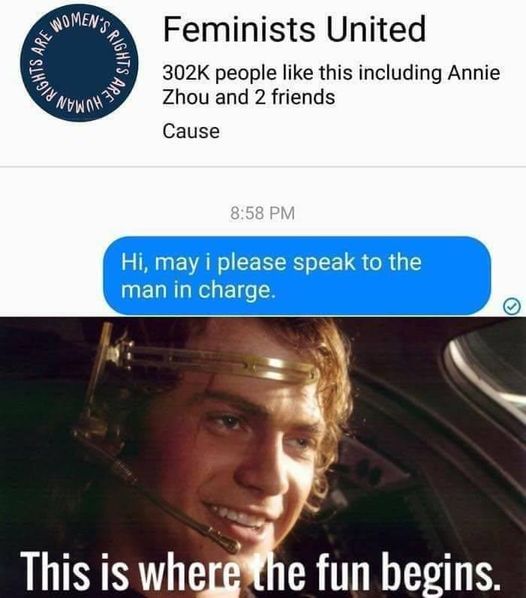 WOMEN'S RIGHTS ARE HUMAN RIGHTS ARE
Feminists United
302K people like this including Annie
Zhou and 2 friends
Cause
8:58 PM
Hi, may i please speak to the
man in charge.
This is where the fun begins.